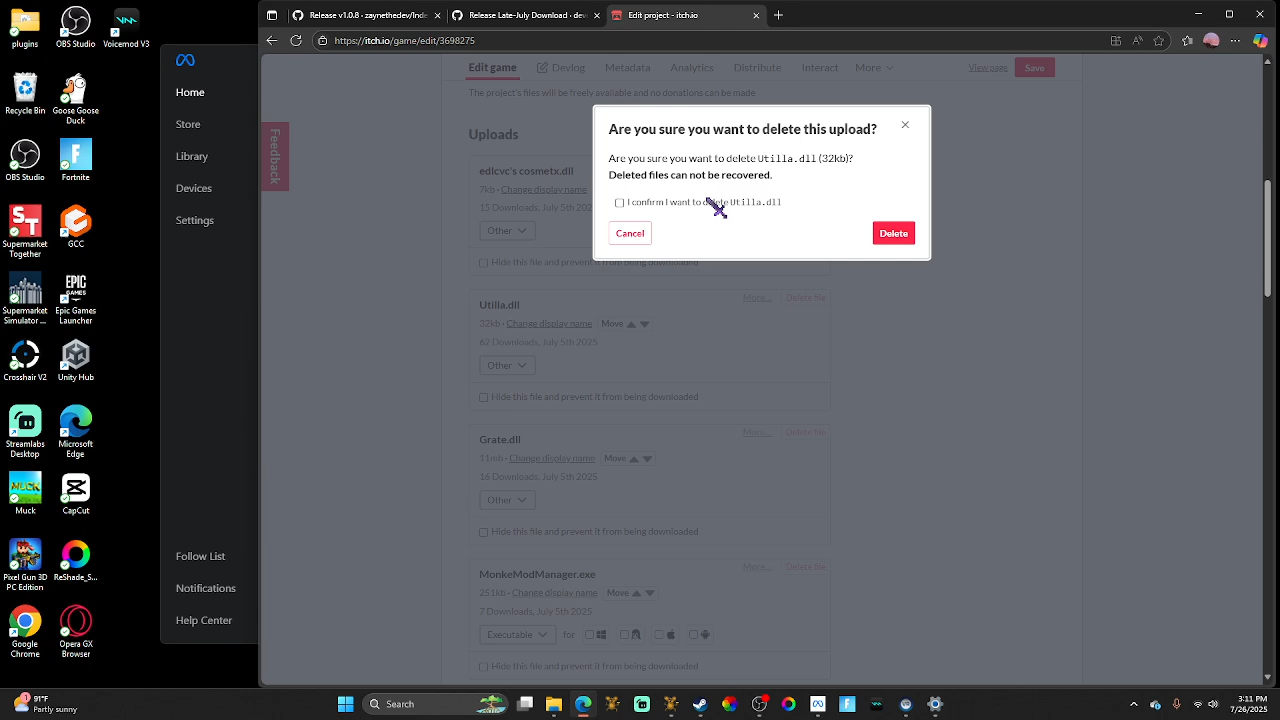 plugins
OBS Studio
Voicemod V3
Recycle Bin
Goose Goose
Duck
OBS Studio
Fortnite
Supermarket
Together
GCC
Supermarket
Simulator ...
Epic Games
Launcher
Crosshair V2
Unity Hub
Streamlabs
Desktop
Microsoft
Edge
Muck
CapCut
Pixel Gun 3D
PC Edition
ReShade_S...
Google
Chrome
Opera GX
Browser
Home
Store
Library
Devices
Settings
Follow List
Notifications
Help Center
Release v1.0.8 - zaynethedev/Inde
Release Late-July Down
Edit game - itch.io
https://itch.io/game/edit/3698275
Edit game
Devlog
Metadata
Analytics
Distribute
Interact
More
View page
Save
The project's files will be freely available and no donations can be made
Feedback
Uploads
edlcvc's cosmetx.dll
7kb · Change display name
15 Downloads, July 5th 202
Other
Hide this file and prevent it from being downloaded
Are you sure you want to delete this upload?
Are you sure you want to delete Utilla.dll (32kb)?
Deleted files can not be recovered.
I confirm I want to delete Utilla.dll
Cancel
Delete
Utilla.dll
More...
Delete file
32kb · Change display name
Move
62 Downloads, July 5th 2025
Other
Hide this file and prevent it from being downloaded
Grate.dll
More...
Delete file
11mb · Change display name
Move
16 Downloads, July 5th 2025
Other
Hide this file and prevent it from being downloaded
MonkeModManager.exe
More...
Delete file
251kb · Change display name
Move
7 Downloads, July 5th 2025
Executable
for
Hide this file and prevent it from being downloaded
1
79°F
Partly sunny
Search
3:11 PM
7/26/2025